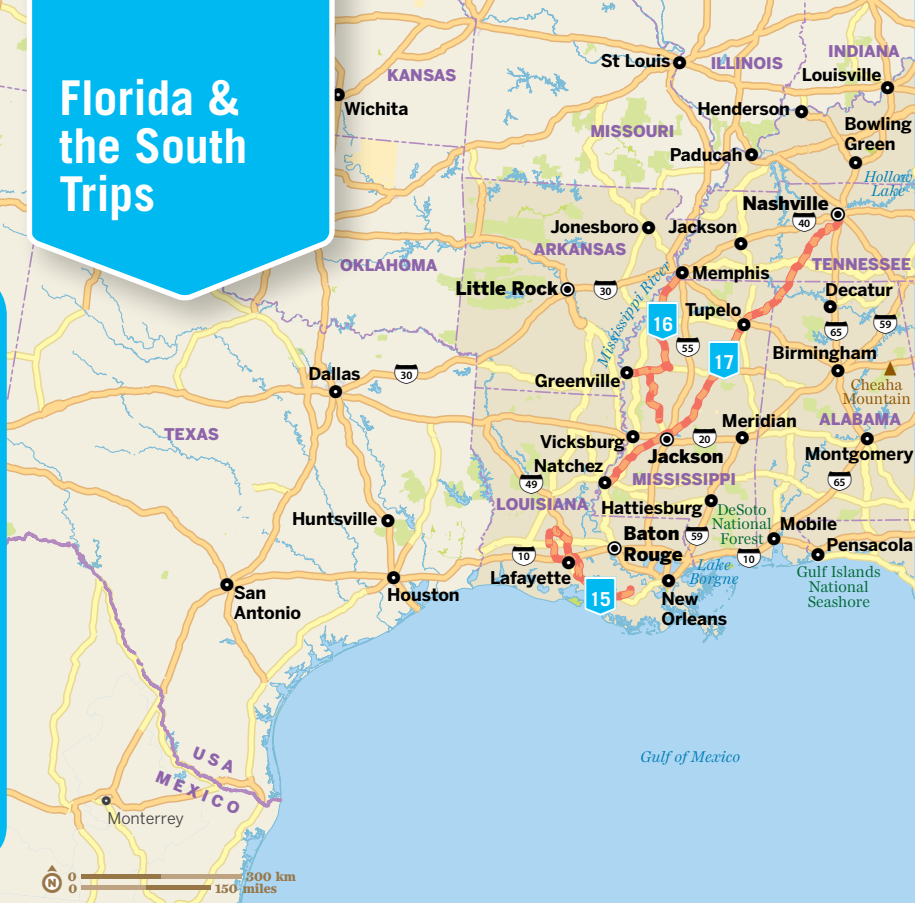 Florida &
the South
Trips
INDIANA
St Louis
ILLINOIS
KANSAS
Louisville
Wichita
Henderson
Bowling
Green
MISSOURI
Paducah
Hollow
Lake
Nashville
40
Jonesboro
Jackson
ARKANSAS
OKLAHOMA
TENNESSEE
Memphis
Little Rock
30
Decatur
Mississippi River
Tupelo
16
65
59
55
17
Birmingham
Dallas
30
Greenville
Cheaha
Mountain
TEXAS
Meridian
ALABAMA
Vicksburg
20
Jackson
Montgomery
Natchez
MISSISSIPPI
49
65
LOUISIANA
Hattiesburg
DeSoto
National
Forest
Huntsville
Mobile
Baton
Rouge
59
Pensacola
10
10
Lafayette
Lake
Borgne
Gulf Islands
National
Seashore
San
Antonio
Houston
15
New
Orleans
USA
Gulf of Mexico
MÉXICO
Monterrey
N
0 300 km
0 150 miles